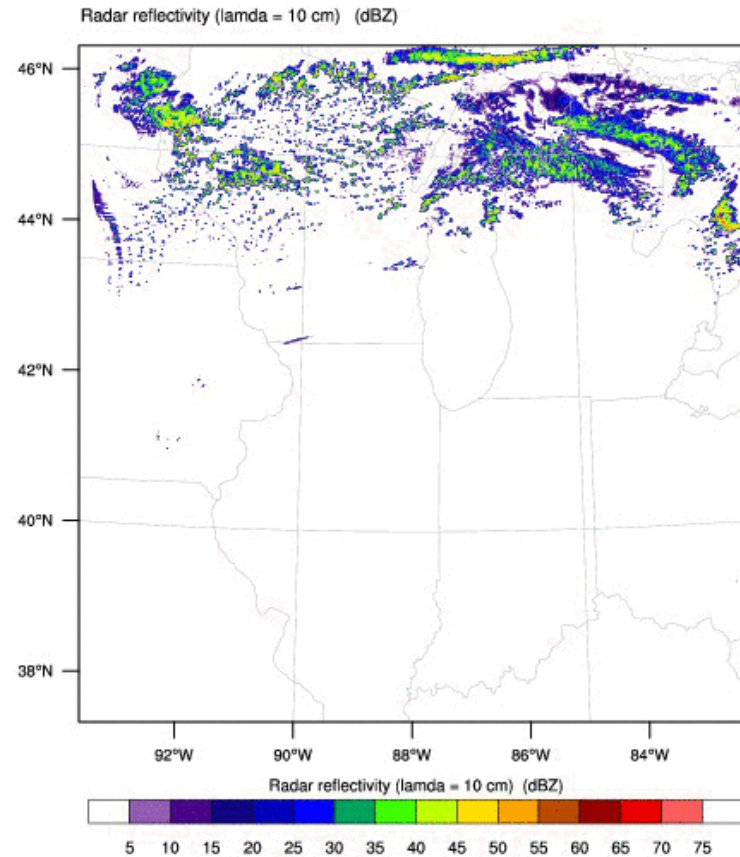 Radar reflectivity (lamda = 10 cm) (dBZ)
46°N
44°N
42°N
40°N
38°N
92°W 90°W 88°W 86°W 84°W
Radar reflectivity (lamda = 10 cm) (dBZ)
5 10 15 20 25 30 35 40 45 50 55 60 65 70 75